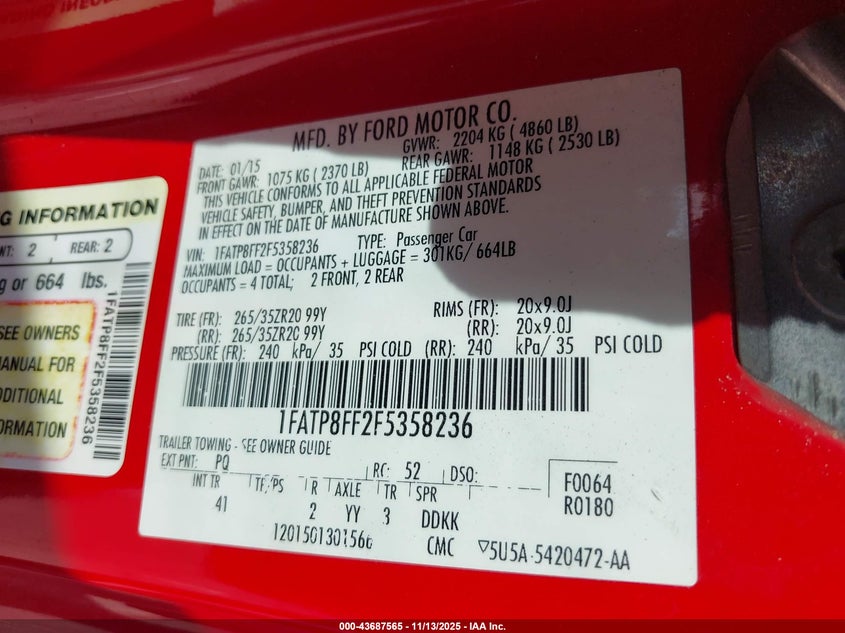 NG INFORMATION
NT: 2 REAR: 2
g or 664 lbs.
SEE OWNERS
MANUAL FOR
ADDITIONAL
1FATP8FF2F5358236
MFD. BY FORD MOTOR CO.
DATE: 01/15 GVWR: 2204 KG ( 4860 LB)
FRONT GAWR: 1075 KG ( 2370 LB) REAR GAWR: 1148 KG ( 2530 LB)
THIS VEHICLE CONFORMS TO ALL APPLICABLE FEDERAL MOTOR
VEHICLE SAFETY, BUMPER, AND THEFT PREVENTION STANDARDS
IN EFFECT ON THE DATE OF MANUFACTURE SHOWN ABOVE.
VIN: 1FATP8FF2F5358236 TYPE: Passenger Car
MAXIMUM LOAD = OCCUPANTS + LUGGAGE = 301KG/ 664LB
OCCUPANTS = 4 TOTAL; 2 FRONT, 2 REAR
TIRE (FR): 265/35ZR20 99Y RIMS (FR): 20x9.0J
(RR): 265/35ZR20 99Y (RR): 20x9.0J
PRESSURE (FR): 240 kPa/ 35 PSI COLD (RR): 240 kPa/ 35 PSI COLD
1FATP8FF2F5358236
TRAILER TOWING - SEE OWNER GUIDE
EXT PNT: PQ RC: 52 DSO: F0064
INT TR TP/PS R AXLE TR SPR R0180
41 2 YY 3 DDKK
1201501301566 CMC ▽5U5A-5420472-AA
000-43687565 - 11/13/2025 - IAA Inc.